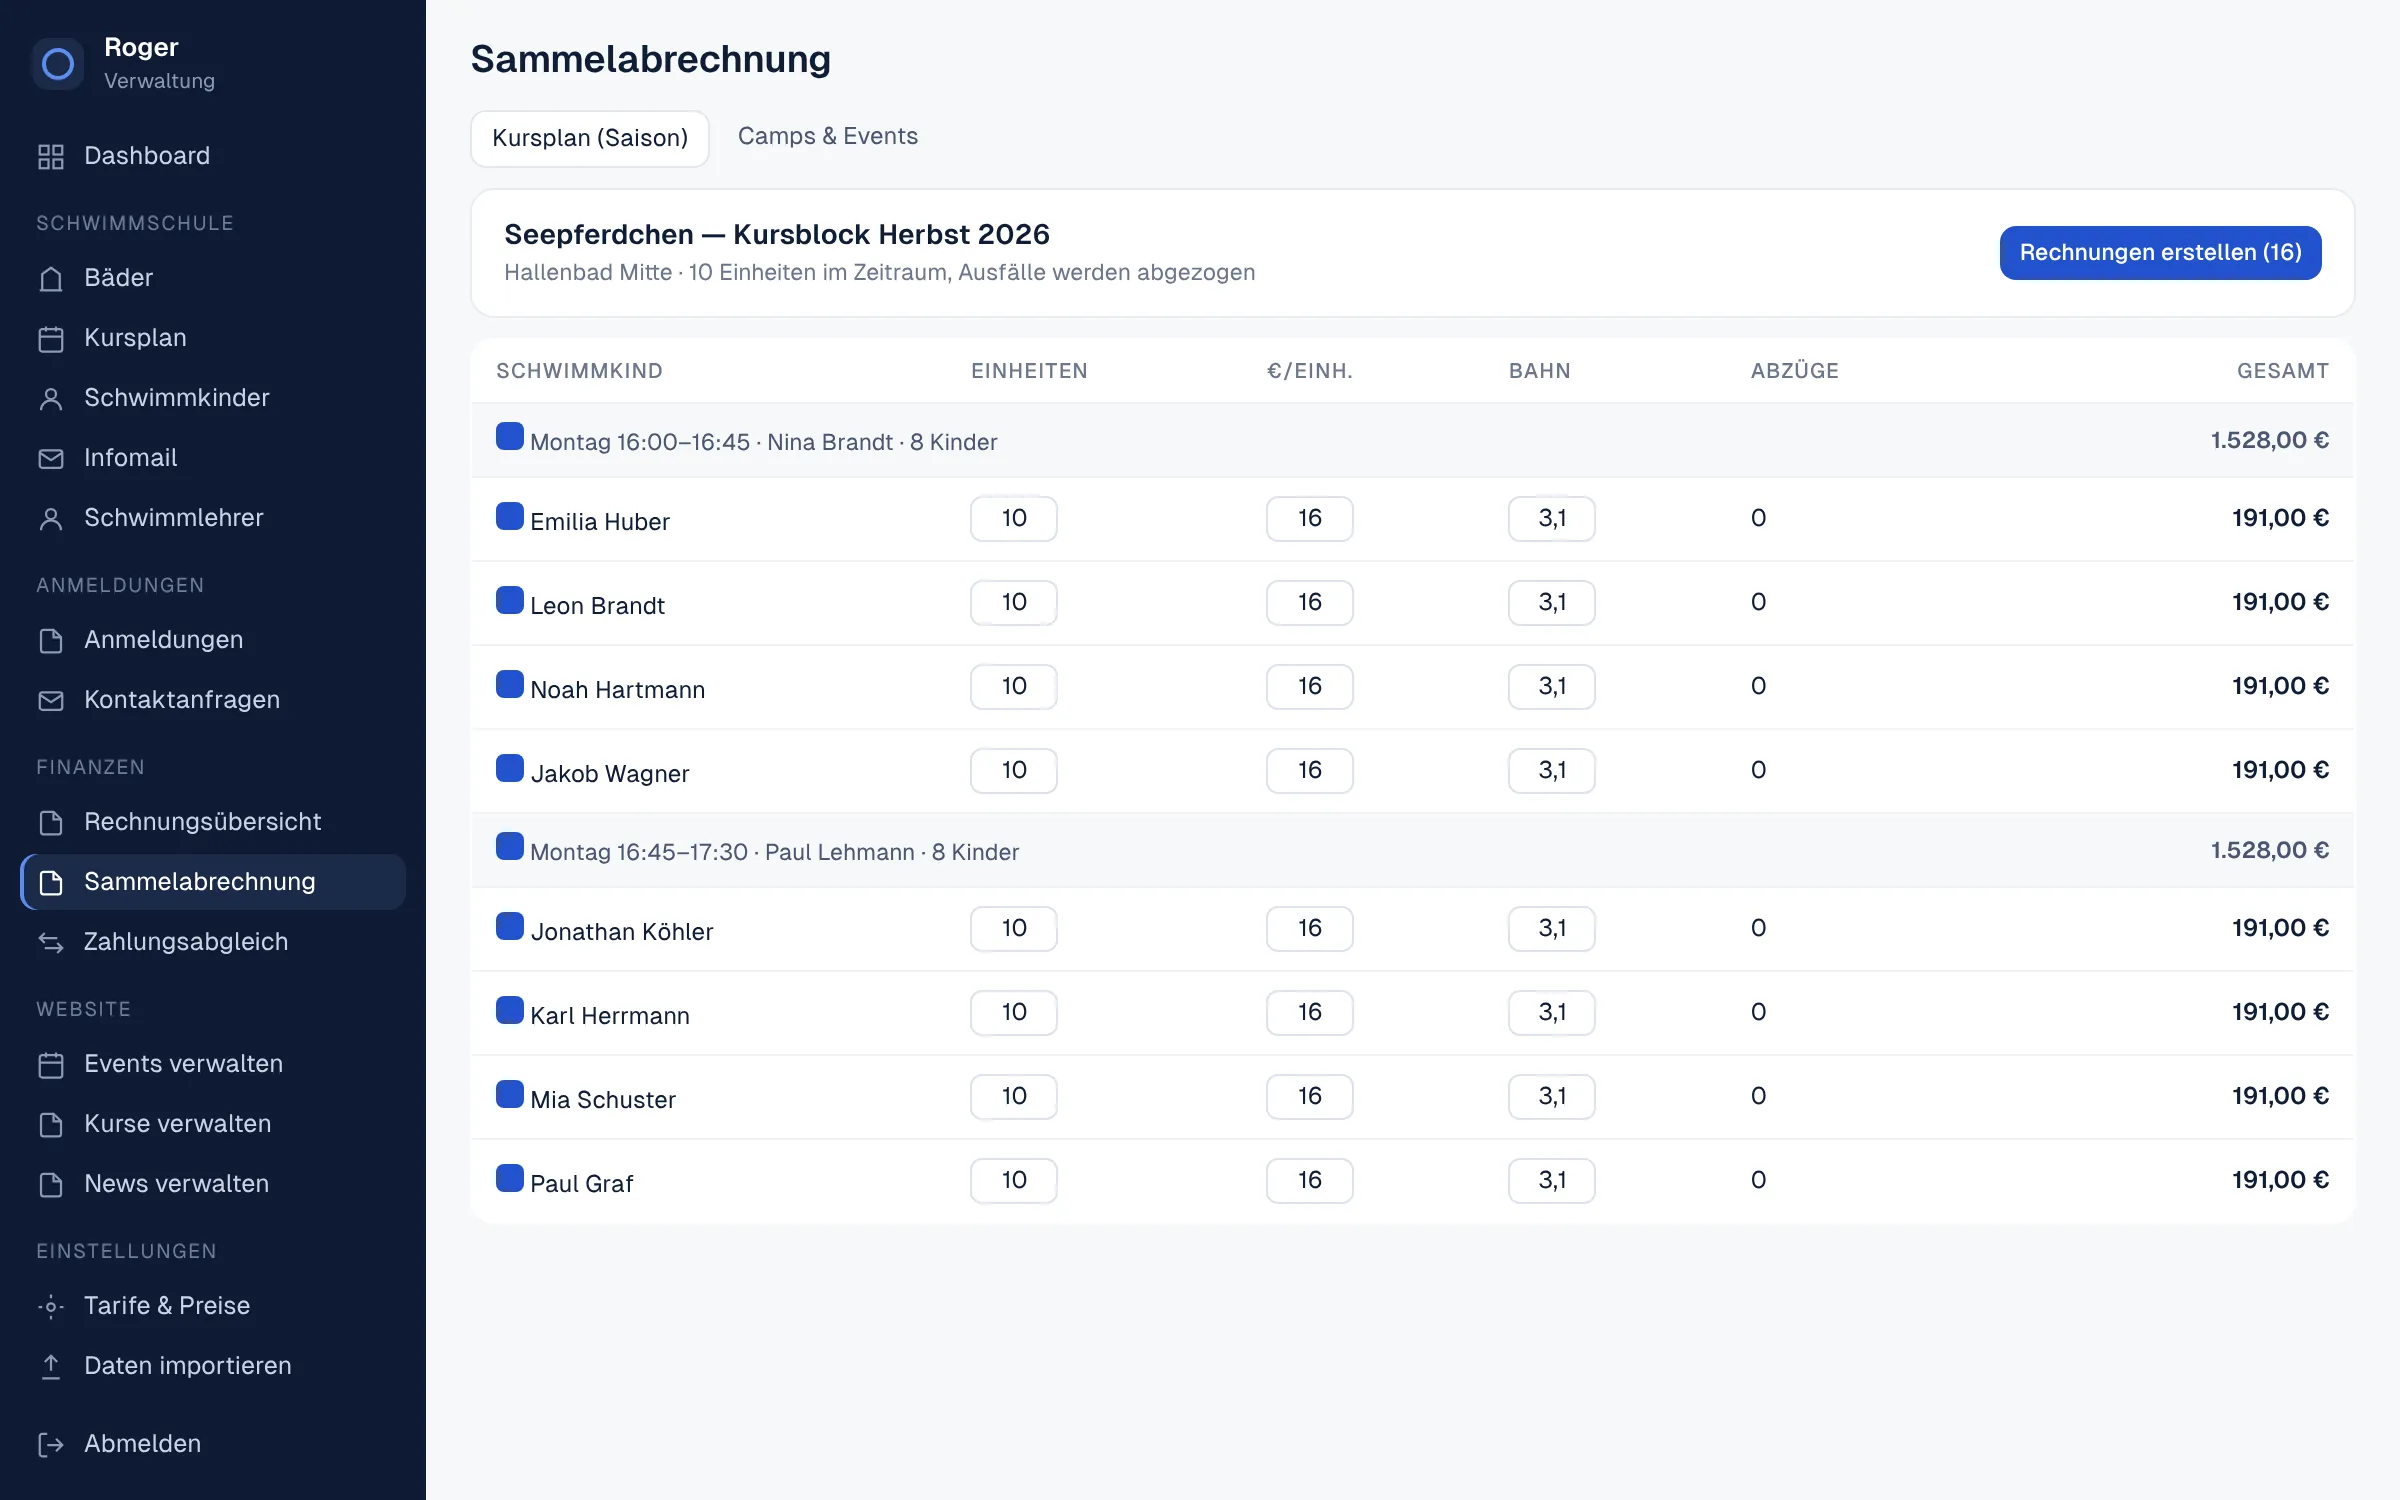 Roger
Verwaltung
Dashboard
SCHWIMMSCHULE
Bäder
Kursplan
Schwimmkinder
Infomail
Schwimmlehrer
ANMELDUNGEN
Anmeldungen
Kontaktanfragen
FINANZEN
Rechnungsübersicht
Sammelabrechnung
Zahlungsabgleich
WEBSITE
Events verwalten
Kurse verwalten
News verwalten
EINSTELLUNGEN
Tarife & Preise
Daten importieren
Abmelden
Sammelabrechnung
Kursplan (Saison) Camps & Events
Seepferdchen — Kursblock Herbst 2026
Hallenbad Mitte · 10 Einheiten im Zeitraum, Ausfälle werden abgezogen
Rechnungen erstellen (16)
SCHWIMMKIND EINHEITEN €/EINH. BAHN ABZÜGE GESAMT
Montag 16:00–16:45 · Nina Brandt · 8 Kinder 1.528,00 €
Emilia Huber 10 16 3,1 0 191,00 €
Leon Brandt 10 16 3,1 0 191,00 €
Noah Hartmann 10 16 3,1 0 191,00 €
Jakob Wagner 10 16 3,1 0 191,00 €
Montag 16:45–17:30 · Paul Lehmann · 8 Kinder 1.528,00 €
Jonathan Köhler 10 16 3,1 0 191,00 €
Karl Herrmann 10 16 3,1 0 191,00 €
Mia Schuster 10 16 3,1 0 191,00 €
Paul Graf 10 16 3,1 0 191,00 €